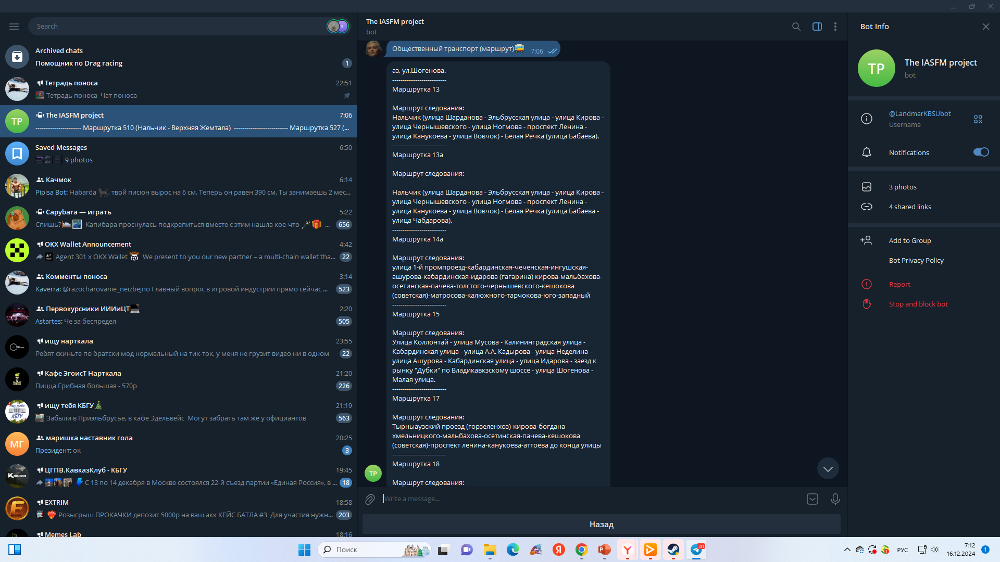 Search
Archived chats
Помощник по Drag racing
1
Тетрадь поноса
22:51
Тетрадь поноса Чат поноса
TP
The IASFM project
7:06
---------------------- Маршрутка 510 (Нальчик - Верхняя Жемтала) -------------------------- Маршрутка 527 (...
Saved Messages
6:50
9 photos
Качмок
6:14
Pipisa Bot: Habarda 🐈‍⬛, твой писюн вырос на 6 см. Теперь он равен 390 см. Ты занимаешь 2 мес...
Capybara — играть
5:22
Спишь? Капибара проснулась подкрепиться вместе с этим нашла кое-что 🎁 ...
656
OKX Wallet Announcement
4:42
Agent 301 x OKX Wallet 🤠 We present to you our new partner – a multi-chain wallet tha...
22
Комменты поноса
3:14
Kaverra: @razocharovanie_neizbejno Главный вопрос в игровой индустрии прямо сейчас ...
523
Первокурсники ИИИиЦТ
2:20
Astartes: Че за беспредел
505
ищу нарткала
23:55
Ребят скиньте по братски мод нормальный на тик-ток, у меня не грузит видео ни в одном
22
Кафе ЭгоисТ Нарткала
21:20
Пицца Грибная большая - 570р
226
ищу тебя КБГУ🎄
21:19
Забыли в Приэльбрусье, в кафе Эдельвейс Могут забрать там же у официантов
563
МГ
маришка наставник гола
20:25
Президент: ок
3
ЦГПВ.КавказКлуб - КБГУ
19:45
⚡С 13 по 14 декабря в Москве состоялся 22-й съезд партии «Единая Россия», в ...
18
EXTRIM
18:58
Розыгрыш ПРОКАЧКИ депозит 5000р на ваш акк КЕЙС БАТЛА #3 Для участия нужн...
203
Memes Lab
18:16
The IASFM project
bot
Общественный транспорт (маршрут)🚌
7:06
аз, ул.Шогенова.
--------------------------
Маршрутка 13
Маршрут следования:
Нальчик (улица Шарданова - Эльбрусская улица - улица Кирова -
улица Чернышевского - улица Ногмова - проспект Ленина -
улица Канукоева - улица Вовчок) - Белая Речка (улица Бабаева).
--------------------------
Маршрутка 13а
Маршрут следования:
Нальчик (улица Шарданова - Эльбрусская улица - улица Кирова -
улица Чернышевского - улица Ногмова - проспект Ленина -
улица Канукоева - улица Вовчок) - Белая Речка (улица Бабаева -
улица Чабдарова).
--------------------------
Маршрутка 14а
Маршрут следования:
улица 1-й промпроезд-кабардинская-чеченская-ингушская-
ашурова-кабардинская-идарова (гагарина) кирова-мальбахова-
осетинская-пачева-толстого-чернышевского-кешокова
(советская)-матросова-калюжного-тарчокова-юго-западный
--------------------------
Маршрутка 15
Маршрут следования:
Улица Коллонтай - улица Мусова - Калининградская улица -
Кабардинская улица - улица А.А. Кадырова - улица Неделина -
улица Ашурова - Кабардинская улица - улица Идарова - заезд к
рынку "Дубки" по Владикавкзскому шоссе - улица Шогенова -
Малая улица.
--------------------------
Маршрутка 17
Маршрут следования:
Тырныаузский проезд (горзеленхоз)-кирова-богдана
хмельницкого-мальбахова-осетинская-пачева-кешокова
(советская)-проспект ленина-канукоева-аттоева до конца улицы
--------------------------
Маршрутка 18
Маршрут следования:
TP
Write a message...
Назад
Bot Info
TP
The IASFM project
bot
@LandmarKBSUbot
Username
Notifications
3 photos
4 shared links
Add to Group
Bot Privacy Policy
Report
Stop and block bot
Поиск
41
РУС
7:12
16.12.2024
1